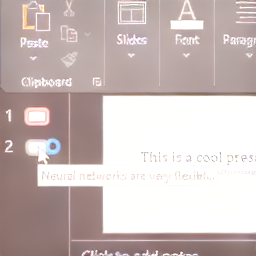 Paste
Slides
Font
Paragr
Clipboard
1
2
This is a cool pres
Neural networks are very flexibl...
Click to add notes